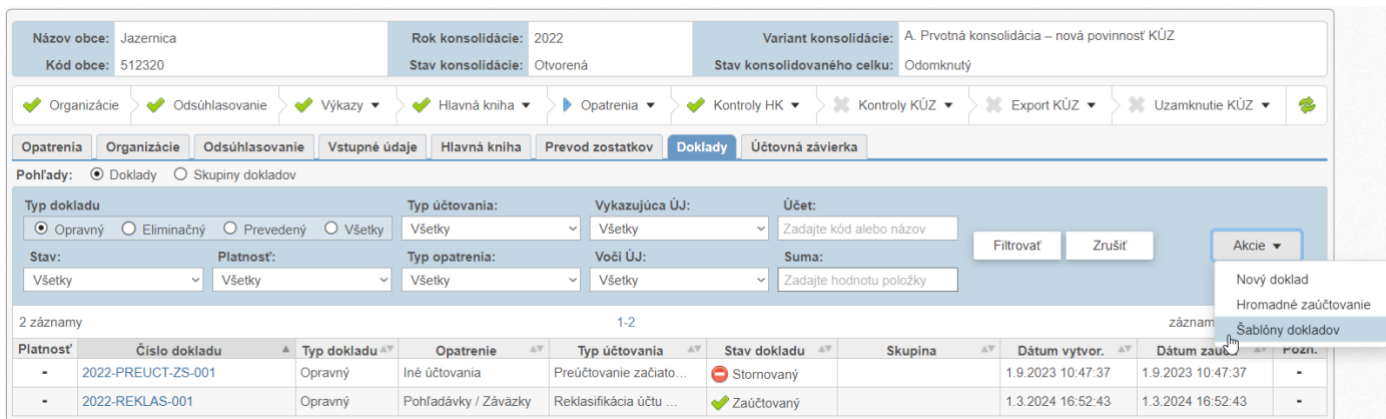 Názov obce: Jazernica Rok konsolidácie: 2022 Variant konsolidácie: A. Prvotná konsolidácia – nová povinnosť KÚZ
Kód obce: 512320 Stav konsolidácie: Otvorená Stav konsolidovaného celku: Odomknutý
Organizácie Odsúhlasovanie Výkazy Hlavná kniha Opatrenia Kontroly HK Kontroly KÚZ Export KÚZ Uzamknutie KÚZ
Opatrenia Organizácie Odsúhlasovanie Vstupné údaje Hlavná kniha Prevod zostatkov Doklady Účtovná závierka
Pohľady: Doklady Skupiny dokladov
Typ dokladu Typ účtovania: Vykazujúca ÚJ: Účet:
Opravný Eliminačný Prevedený Všetky Všetky Všetky Zadajte kód alebo názov
Filtrovať Zrušiť Akcie
Stav: Platnosť: Typ opatrenia: Voči ÚJ: Suma:
Všetky Všetky Všetky Všetky Zadajte hodnotu položky
Nový doklad
Hromadné zaúčtovanie
Šablóny dokladov
2 záznamy 1-2 záznam
Platnosť Číslo dokladu Typ dokladu Opatrenie Typ účtovania Stav dokladu Skupina Dátum vytvor. Dátum Pozn.
- 2022-PREUCT-ZS-001 Opravný Iné účtovania Preúčtovanie začiato... Stornovaný 1.9.2023 10:47:37 1.9.2023 10:47:37 -
- 2022-REKLAS-001 Opravný Pohľadávky / Záväzky Reklasifikácia účtu ... Zaúčtovaný 1.3.2024 16:52:43 1.3.2024 16:52:43 -